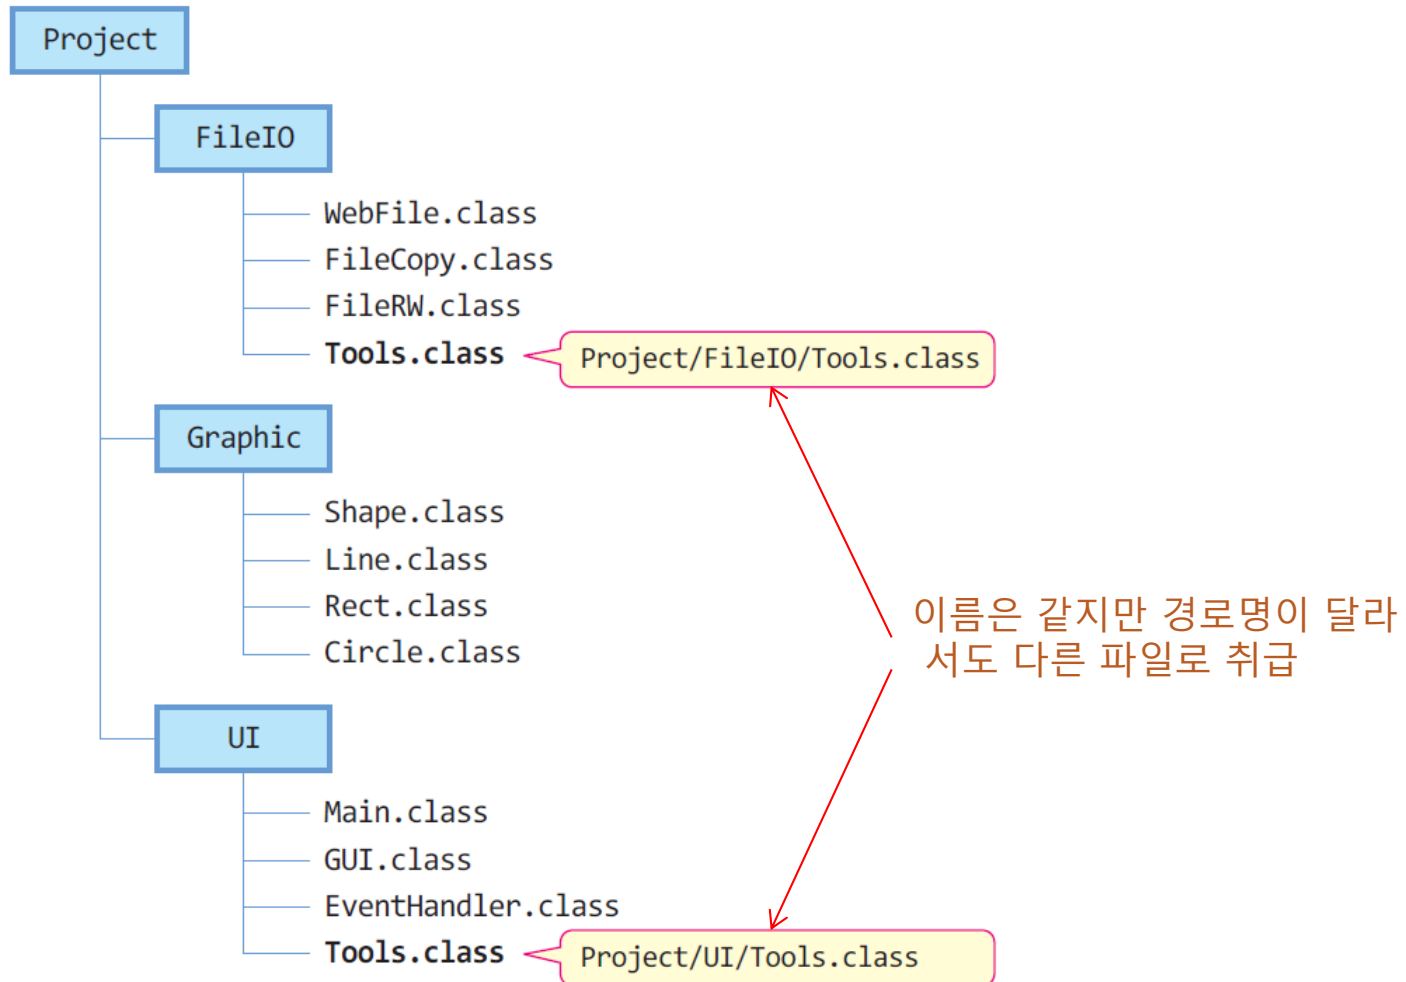 Project
FileIO
WebFile.class
FileCopy.class
FileRW.class
Tools.class
Project/FileIO/Tools.class
Graphic
Shape.class
Line.class
Rect.class
Circle.class
이름은 같지만 경로명이 달라
서도 다른 파일로 취급
UI
Main.class
GUI.class
EventHandler.class
Tools.class
Project/UI/Tools.class